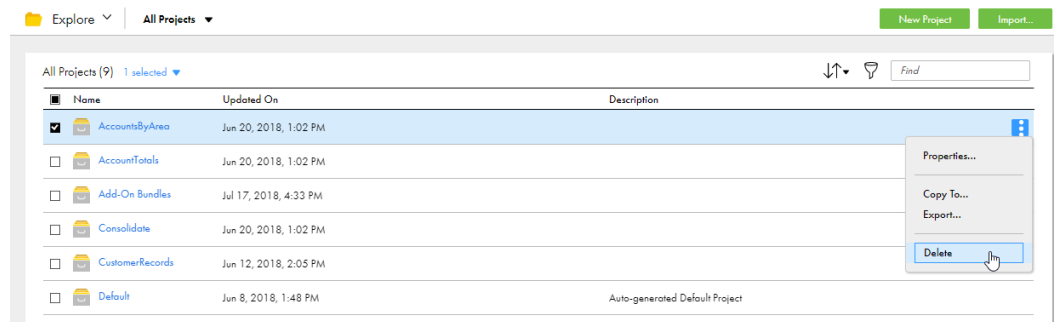 Explore All Projects New Project Import...
All Projects (9) 1 selected Find
Name Updated On Description
AccountsByArea Jun 20, 2018, 1:02 PM
AccountTotals Jun 20, 2018, 1:02 PM
Add-On Bundles Jul 17, 2018, 4:33 PM
Consolidate Jun 20, 2018, 1:02 PM
CustomerRecords Jun 12, 2018, 2:05 PM
Default Jun 8, 2018, 1:48 PM Auto-generated Default Project
Properties...
Copy To...
Export...
Delete